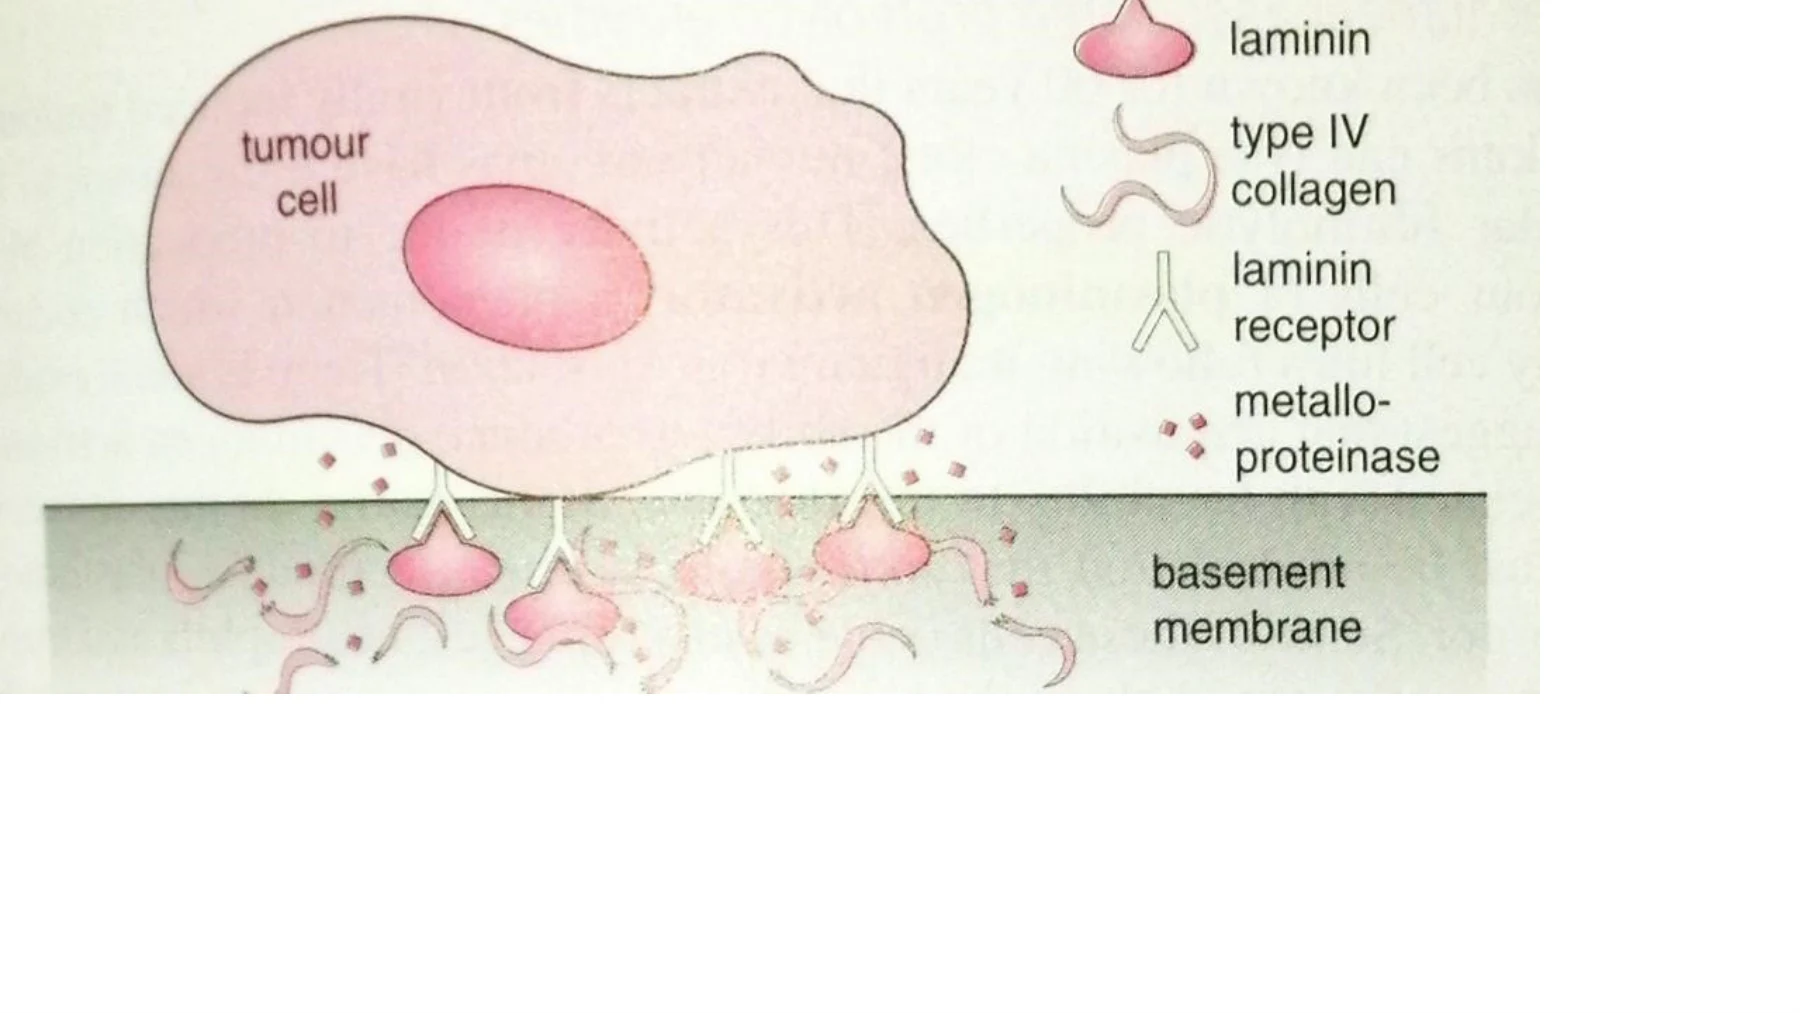 tumour
cell
laminin
type IV
collagen
laminin
receptor
metallo-
proteinase
basement
membrane